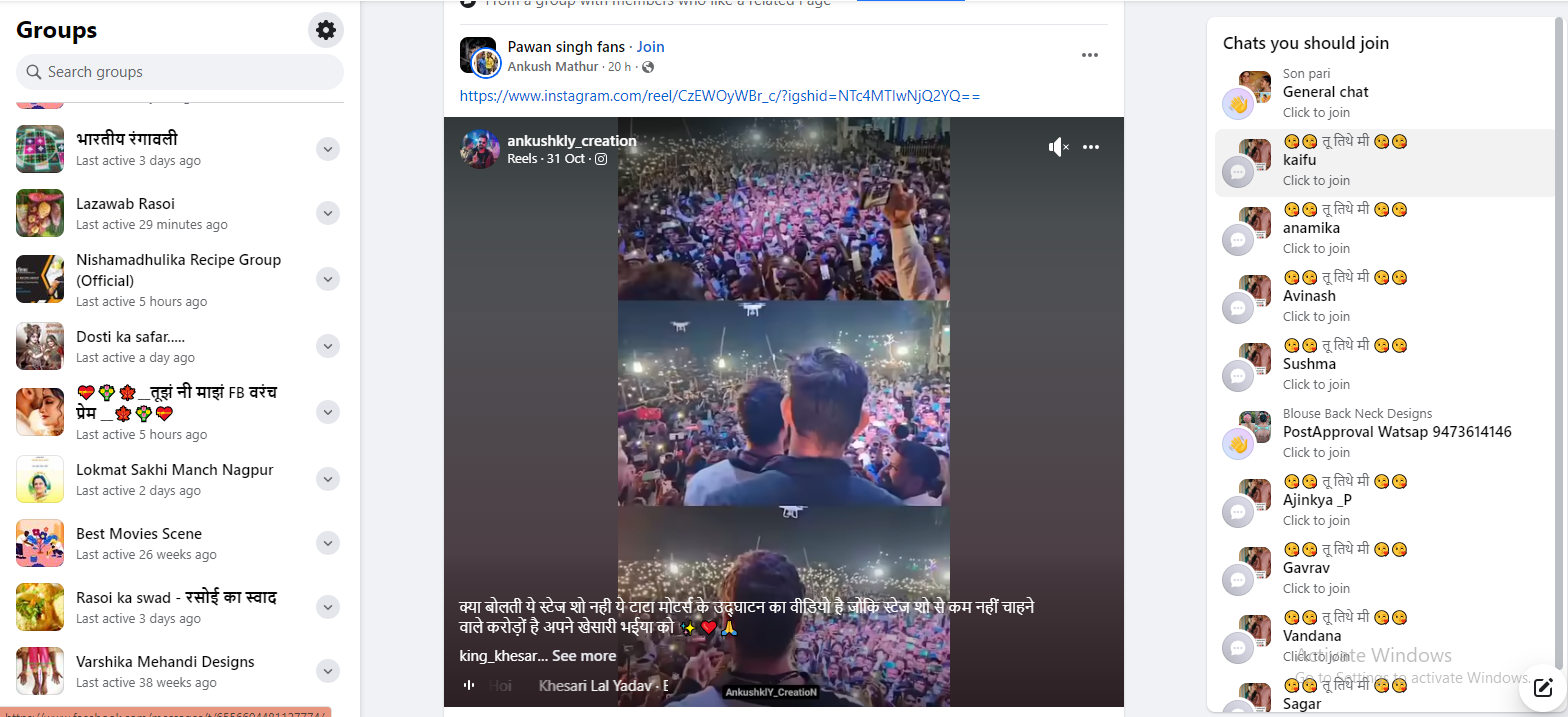 Groups
Search groups
भारतीय रंगावली
Last active 3 days ago
Lazawab Rasoi
Last active 29 minutes ago
Nishamadhulika Recipe Group
(Official)
Last active 5 hours ago
Dosti ka safar.....
Last active a day ago
❤️💐🍁__तूझं नी माझं FB वरंच
प्रेम __🍁💐❤️
Last active 5 hours ago
Lokmat Sakhi Manch Nagpur
Last active 2 days ago
Best Movies Scene
Last active 26 weeks ago
Rasoi ka swad - रसोई का स्वाद
Last active 3 days ago
Varshika Mehandi Designs
Last active 38 weeks ago
From a group with members who like a related Page
Pawan singh fans · Join
Ankush Mathur · 20 h ·
https://www.instagram.com/reel/CzEWOyWBr_c/?igshid=NTc4MTIwNjQ2YQ==
ankushkly_creation
Reels · 31 Oct ·
क्या बोलती ये स्टेज शो नही ये टाटा मोटर्स के उद्घाटन का वीडियो है जोकि स्टेज शो से कम नहीं चाहने
वाले करोड़ों है अपने खेसारी भईया को ✨❤️🙏
king_khesar... See more
Hoi Khesari Lal Yadav · E
AnkushklY_CreatioN
Chats you should join
Son pari
General chat
Click to join
😘😘 तू तिथे मी 😘😘
kaifu
Click to join
😘😘 तू तिथे मी 😘😘
anamika
Click to join
😘😘 तू तिथे मी 😘😘
Avinash
Click to join
😘😘 तू तिथे मी 😘😘
Sushma
Click to join
Blouse Back Neck Designs
PostApproval Watsap 9473614146
Click to join
😘😘 तू तिथे मी 😘😘
Ajinkya _P
Click to join
😘😘 तू तिथे मी 😘😘
Gavrav
Click to join
😘😘 तू तिथे मी 😘😘
Vandana
Click to join
😘😘 तू तिथे मी 😘😘
Sagar
Activate Windows
Go to Settings to activate Windows.